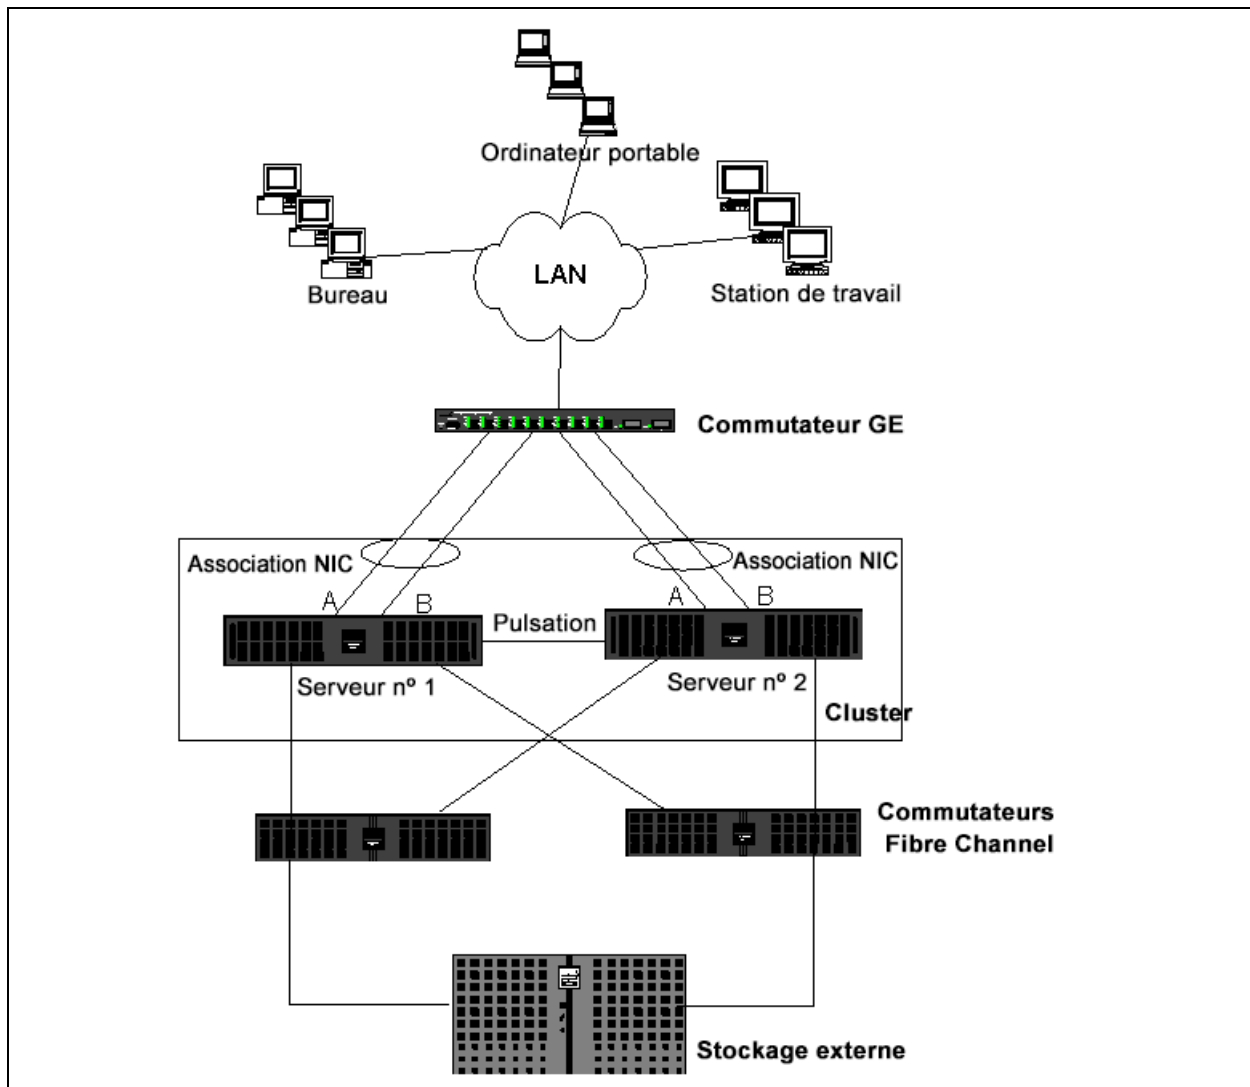 Ordinateur portable
Bureau
LAN
Station de travail
Commutateur GE
Association NIC
Association NIC
A
B
A
B
Pulsation
Serveur nº 1
Serveur nº 2
Cluster
Commutateurs
Fibre Channel
Stockage externe